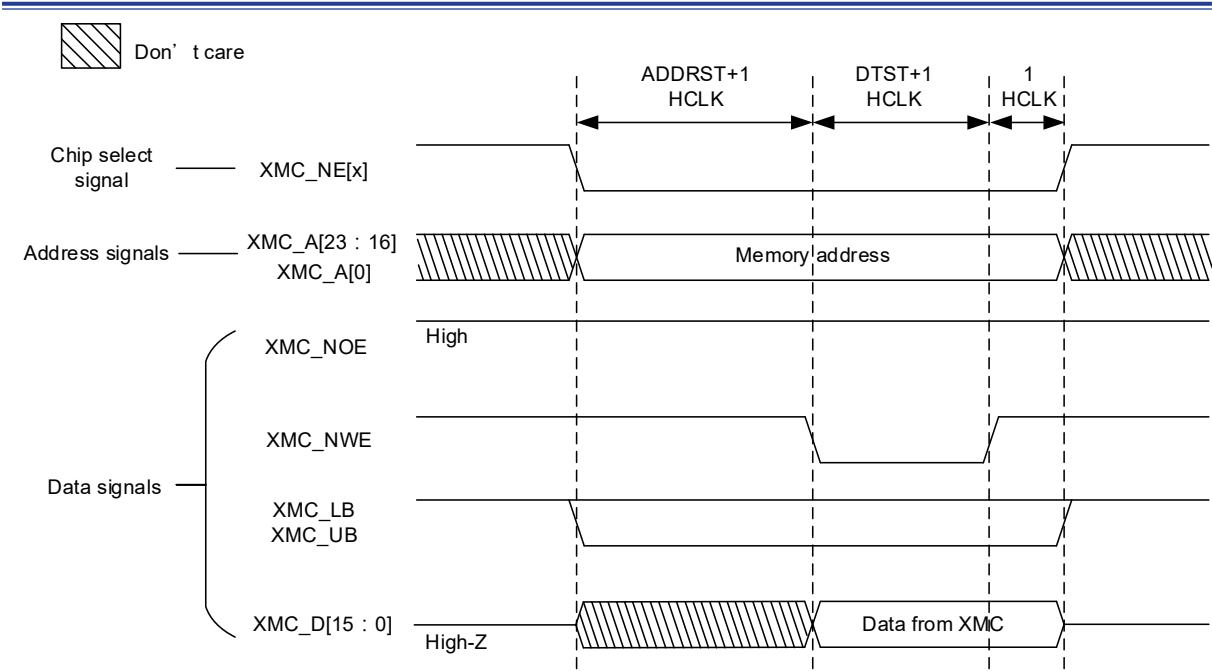 Don’t care
ADDRST+1
HCLK
DTST+1
HCLK
1
HCLK
Chip select
signal
XMC_NE[x]
Address signals
XMC_A[23:16]
XMC_A[0]
Memory address
XMC_NOE
High
XMC_NWE
Data signals
XMC_LB
XMC_UB
XMC_D[15:0]
High-Z
Data from XMC